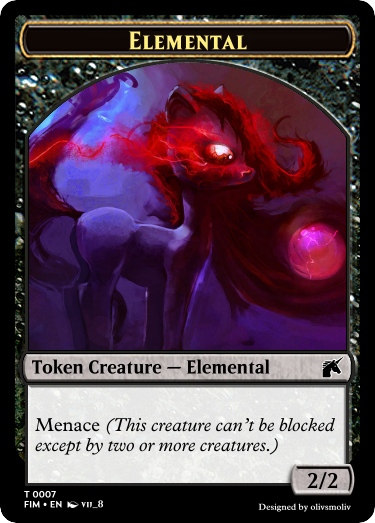 Elemental
Token Creature — Elemental
Menace (This creature can't be blocked
except by two or more creatures.)
2/2
T 0007
FIM • EN VII_8
Designed by olivsmoliv